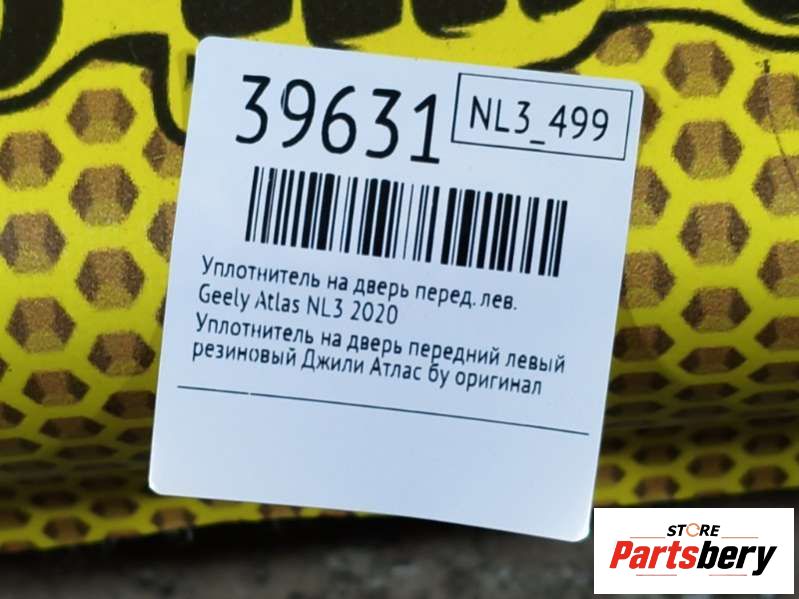 39631
NL3_499
Уплотнитель на дверь перед. лев.
Geely Atlas NL3 2020
Уплотнитель на дверь передний левый
резиновый Джили Атлас бу оригинал
STORE
Partsbery